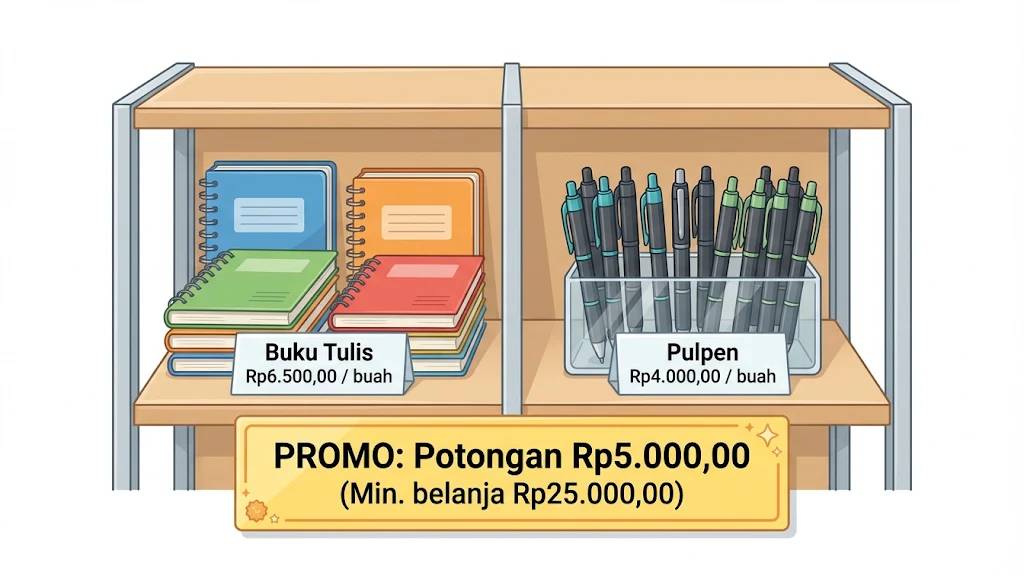 Buku Tulis
Rp6.500,00 / buah
Pulpen
Rp4.000,00 / buah
PROMO: Potongan Rp5.000,00
(Min. belanja Rp25.000,00)